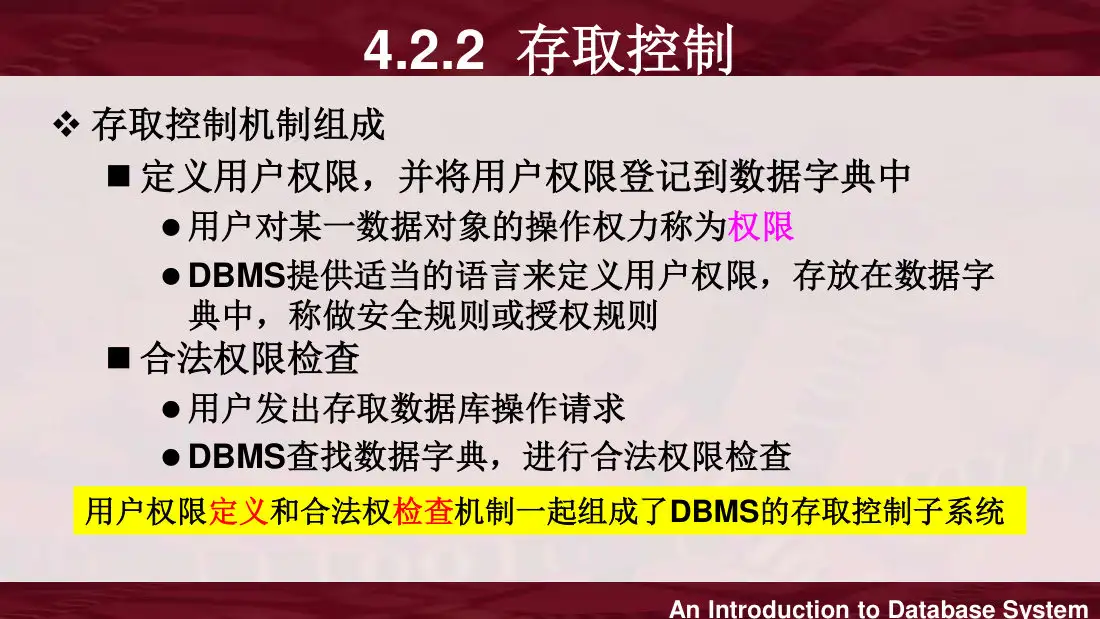 4.2.2 存取控制
❖ 存取控制机制组成
■ 定义用户权限，并将用户权限登记到数据字典中
● 用户对某一数据对象的操作权力称为权限
● DBMS提供适当的语言来定义用户权限，存放在数据字
典中，称做安全规则或授权规则
■ 合法权限检查
● 用户发出存取数据库操作请求
● DBMS查找数据字典，进行合法权限检查
用户权限定义和合法权检查机制一起组成了DBMS的存取控制子系统
An Introduction to Database System